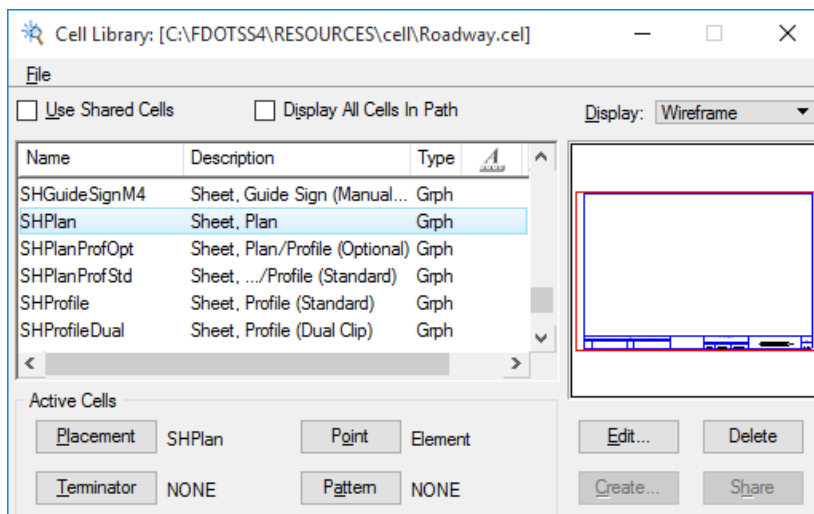 Cell Library: [C:\FDOTSS4\RESOURCES\cell\Roadway.cel]
File
Use Shared Cells Display All Cells In Path Display: Wireframe
Name Description Type A
SHGuideSignM4 Sheet, Guide Sign (Manual... Grph
SHPlan Sheet, Plan Grph
SHPlanProfOpt Sheet, Plan/Profile (Optional) Grph
SHPlanProfStd Sheet, .../Profile (Standard) Grph
SHProfile Sheet, Profile (Standard) Grph
SHProfileDual Sheet, Profile (Dual Clip) Grph
Active Cells
Placement SHPlan Point Element Edit... Delete
Terminator NONE Pattern NONE Create... Share